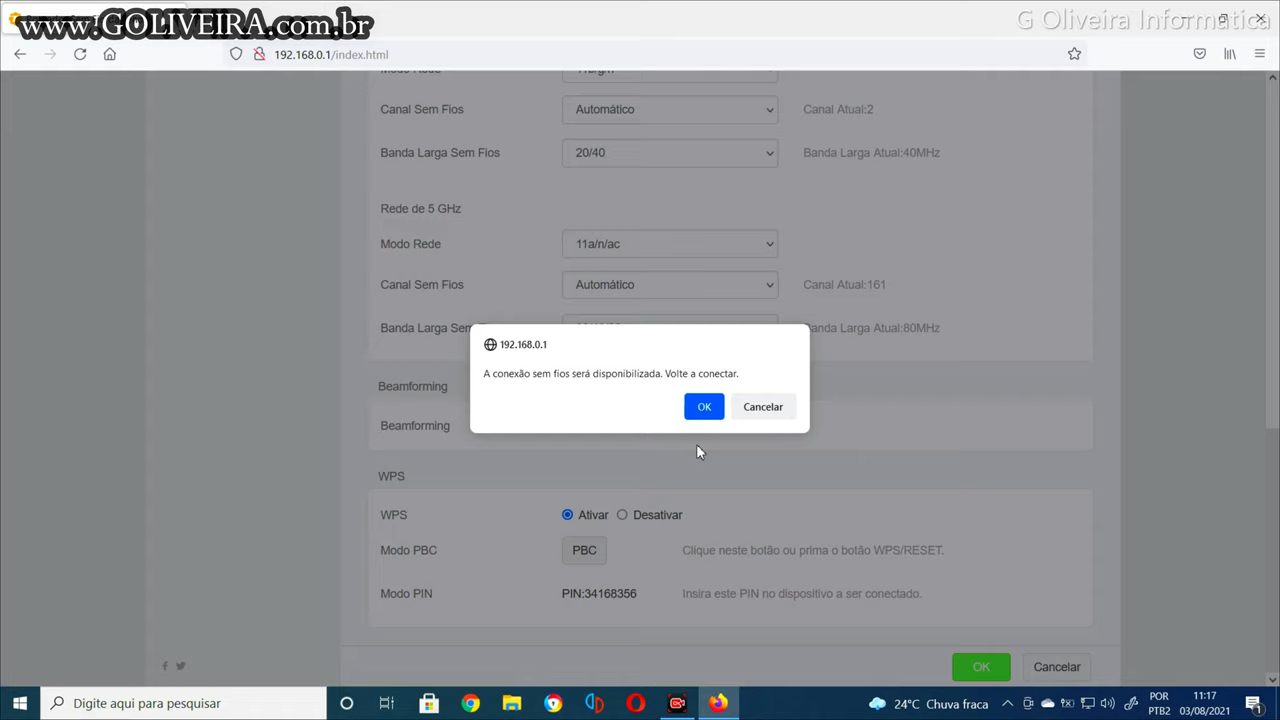 www.GOLIVEIRA.com.br
G Oliveira Informática
192.168.0.1/index.html
Modo Rede
Canal Sem Fios
Automático
Canal Atual:2
Banda Larga Sem Fios
20/40
Banda Larga Atual:40MHz
Rede de 5 GHz
Modo Rede
11a/n/ac
Canal Sem Fios
Automático
Canal Atual:161
Banda Larga Sem
Banda Larga Atual:80MHz
192.168.0.1
A conexão sem fios será disponibilizada. Volte a conectar.
OK
Cancelar
Beamforming
Beamforming
WPS
WPS
Ativar
Desativar
Modo PBC
PBC
Clique neste botão ou prima o botão WPS/RESET.
Modo PIN
PIN:34168356
Insira este PIN no dispositivo a ser conectado.
OK
Cancelar
Digite aqui para pesquisar
24°C Chuva fraca
POR
PTB2
11:17
03/08/2021